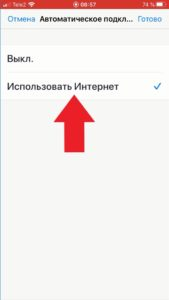 Tele2 08:57 74 %
Отмена Автоматическое подкл... Готово
Выкл.
Использовать Интернет